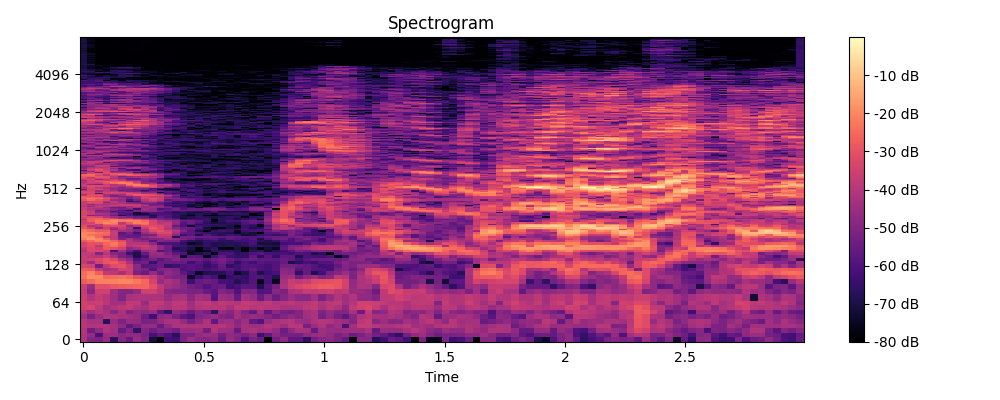 Spectrogram
Hz
4096
2048
1024
512
256
128
64
0
0 0.5 1 1.5 2 2.5
Time
-10 dB
-20 dB
-30 dB
-40 dB
-50 dB
-60 dB
-70 dB
-80 dB